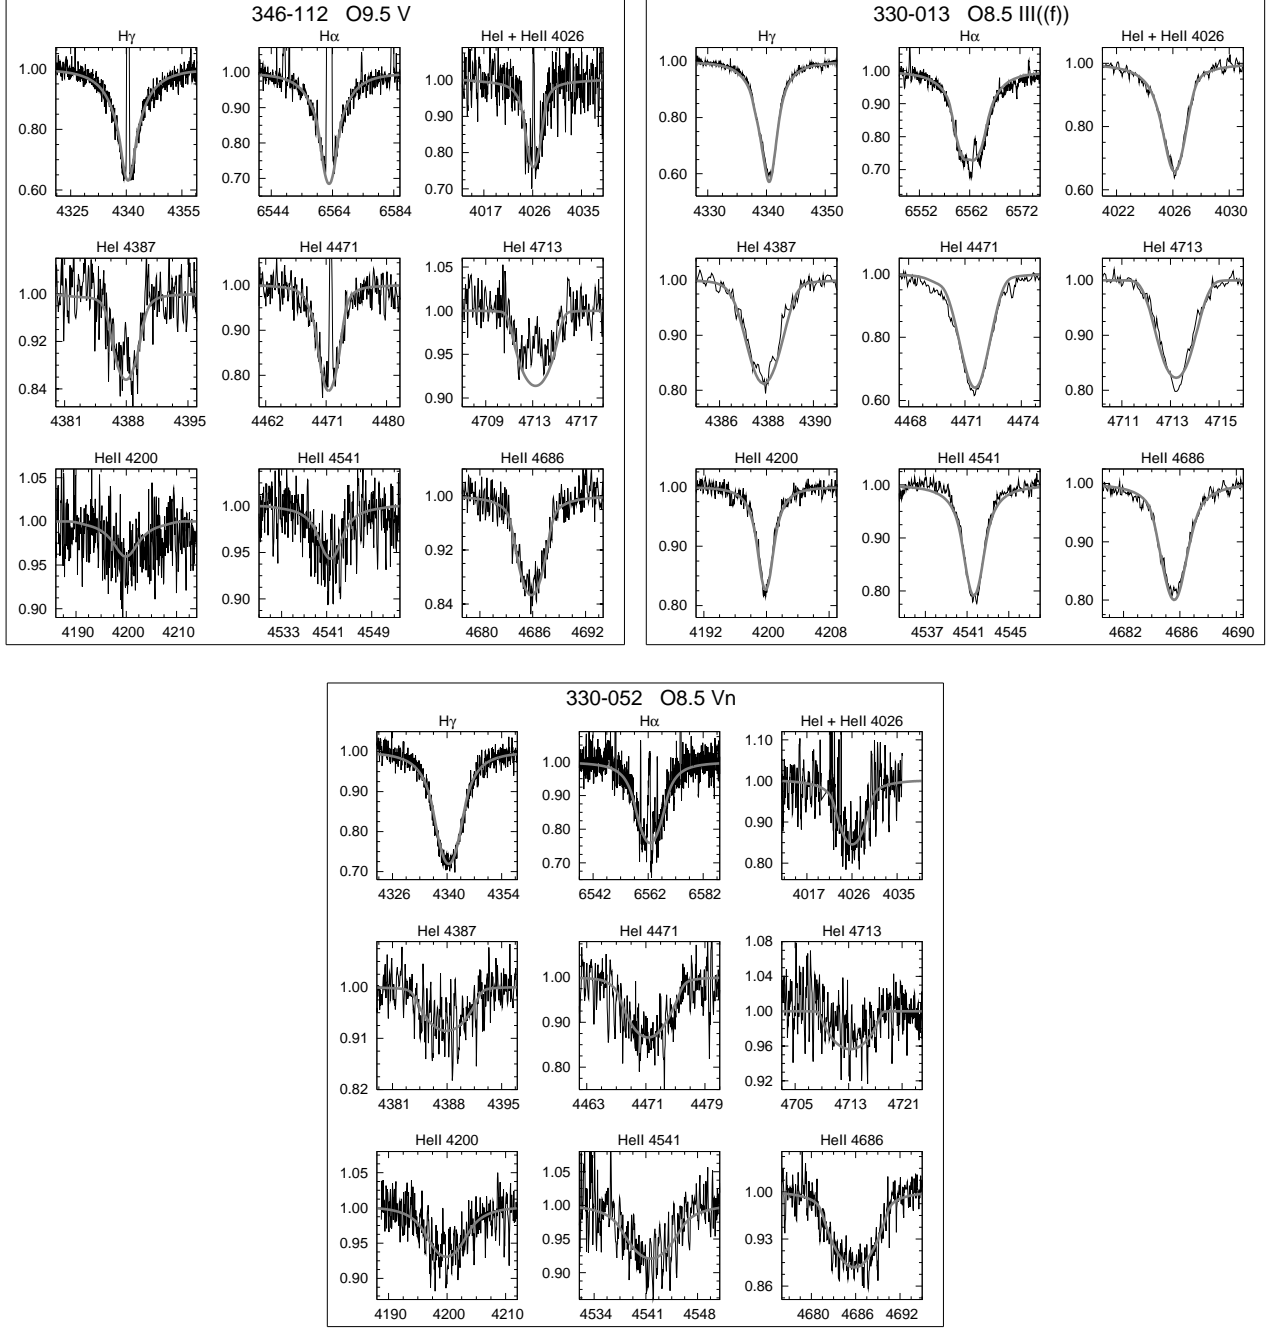 346-112 O9.5 V
Hγ Hα HeI + HeII 4026
1.00 0.80 0.60
4325 4340 4355
1.00 0.90 0.80 0.70
6544 6564 6584
1.00 0.90 0.80 0.70
4017 4026 4035
HeI 4387 HeI 4471 HeI 4713
1.00 0.92 0.84
4381 4388 4395
1.00 0.90 0.80
4462 4471 4480
1.05 1.00 0.95 0.90
4709 4713 4717
HeII 4200 HeII 4541 HeII 4686
1.05 1.00 0.95 0.90
4190 4200 4210
1.00 0.95 0.90
4533 4541 4549
1.00 0.92 0.84
4680 4686 4692
330-013 O8.5 III((f))
Hγ Hα HeI + HeII 4026
1.00 0.80 0.60
4330 4340 4352
1.00 0.90 0.80 0.70
6552 6562 6572
1.00 0.80 0.60
4022 4026 4030
HeI 4387 HeI 4471 HeI 4713
1.00 0.90 0.80
4386 4388 4390
1.00 0.80 0.60
4468 4471 4474
1.00 0.90 0.80
4711 4713 4715
HeII 4200 HeII 4541 HeII 4686
1.00 0.90 0.80
4192 4200 4208
1.00 0.90 0.80
4537 4541 4545
1.00 0.90 0.80
4682 4686 4690
330-052 O8.5 Vn
Hγ Hα HeI + HeII 4026
1.00 0.90 0.80 0.70
4326 4340 4354
1.00 0.90 0.80 0.70
6542 6562 6582
1.10 1.00 0.90 0.80
4017 4026 4035
HeI 4387 HeI 4471 HeI 4713
1.00 0.91 0.82
4381 4388 4395
1.00 0.90 0.80
4463 4471 4479
1.08 1.04 1.00 0.96 0.92
4705 4713 4721
HeII 4200 HeII 4541 HeII 4686
1.05 1.00 0.95 0.90
4190 4200 4210
1.05 1.00 0.95 0.90
4534 4541 4548
1.00 0.93 0.86
4680 4686 4692